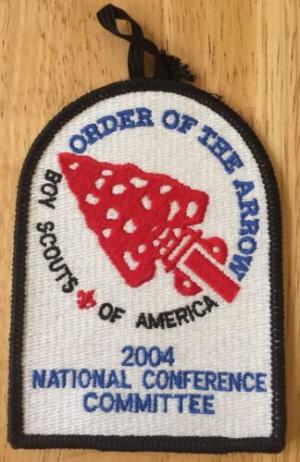 ORDER OF THE ARROW
BOY SCOUTS OF AMERICA
2004
NATIONAL CONFERENCE
COMMITTEE